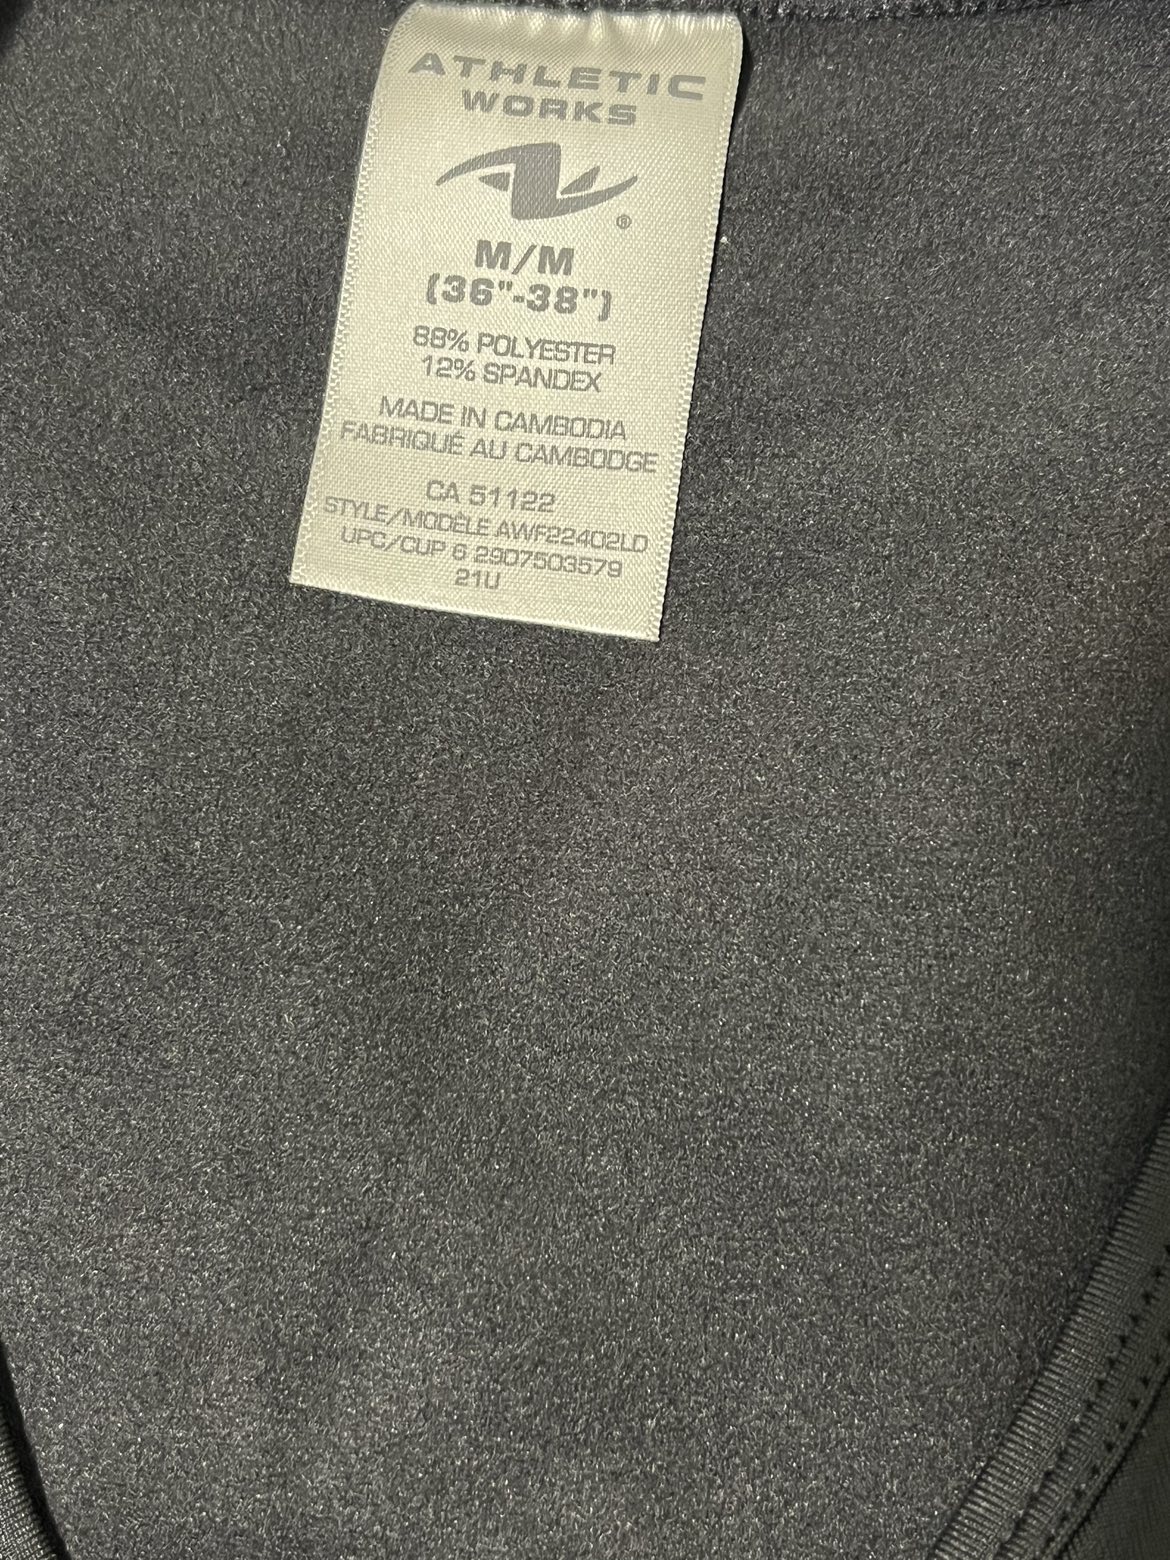 ATHLETIC
WORKS
®
M/M
(36"-38")
88% POLYESTER
12% SPANDEX
MADE IN CAMBODIA
FABRIQUÉ AU CAMBODGE
CA 51122
STYLE/MODÈLE AWF22402LD
UPC/CUP 6 2907503579
21U